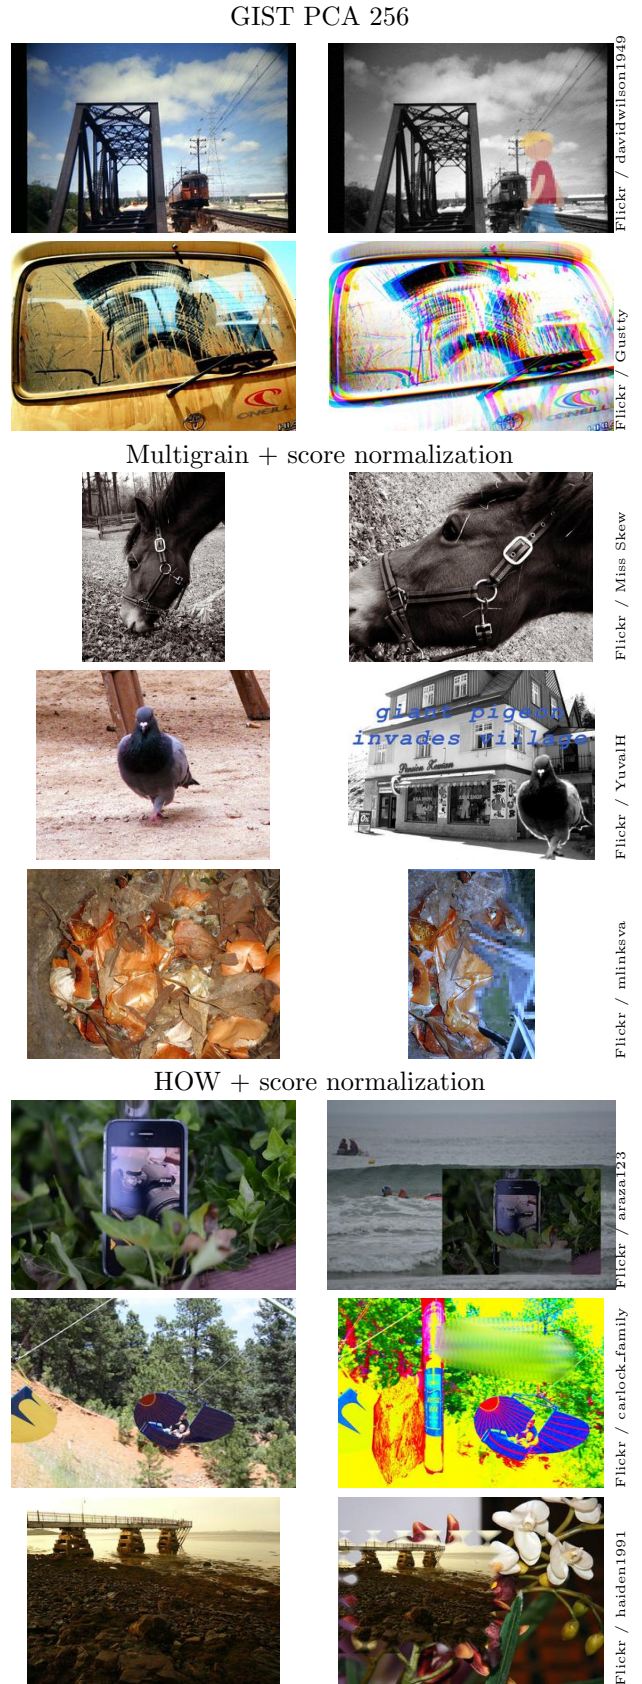 GIST PCA 256
Flickr / davidwilson1949
O'NEILL
Flickr / Gustty
Multigrain + score normalization
Flickr / Miss Skew
giant pigeon
invades village
Flickr / YuvalH
Flickr / mlinksva
HOW + score normalization
Flickr / araza123
Flickr / carlock_family
Flickr / haiden1991